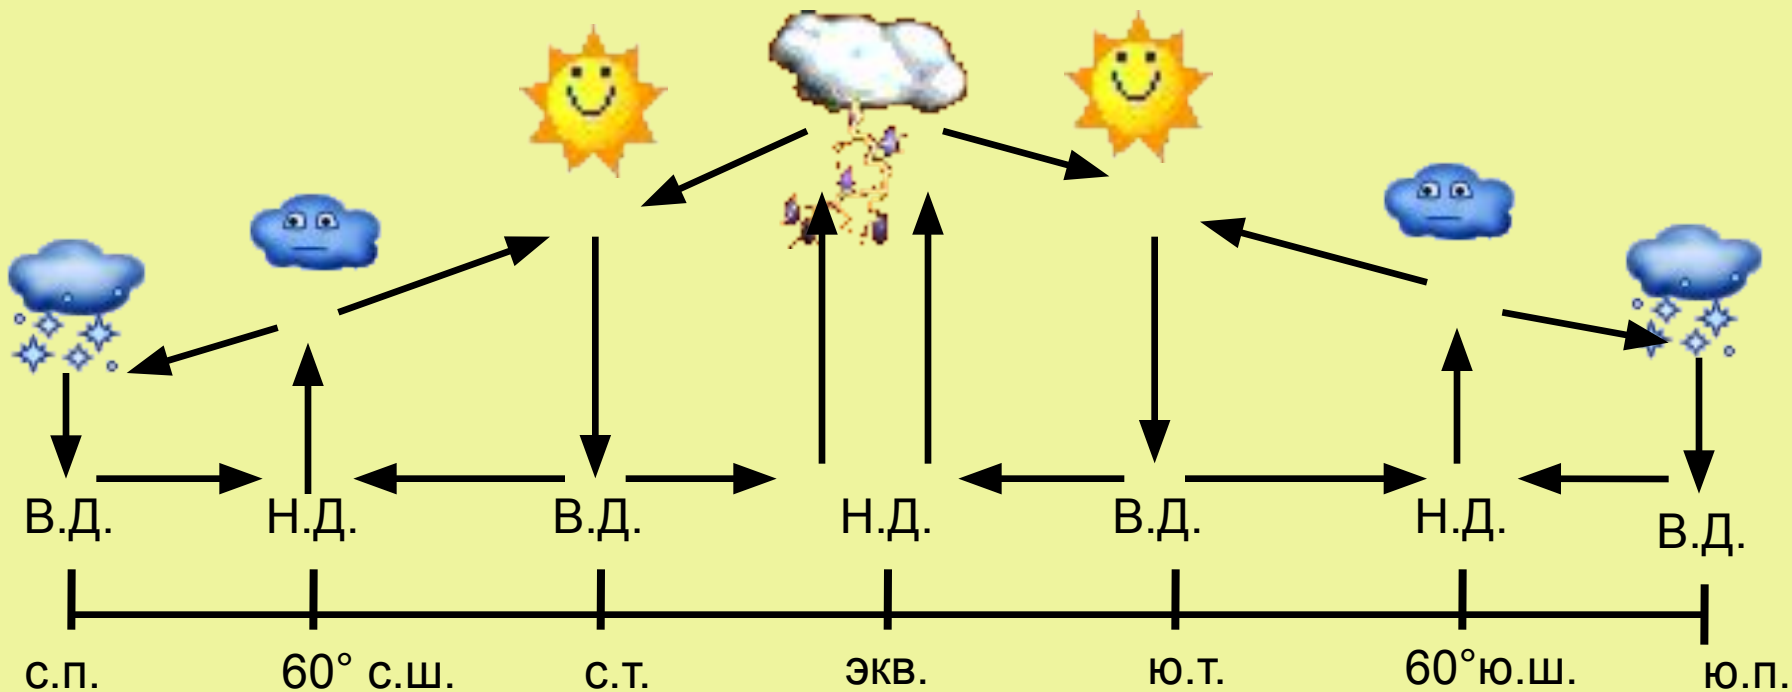 В.Д. Н.Д. В.Д. Н.Д. В.Д. Н.Д. В.Д.
с.п. 60° с.ш. с.т. экв. ю.т. 60°ю.ш. ю.п.